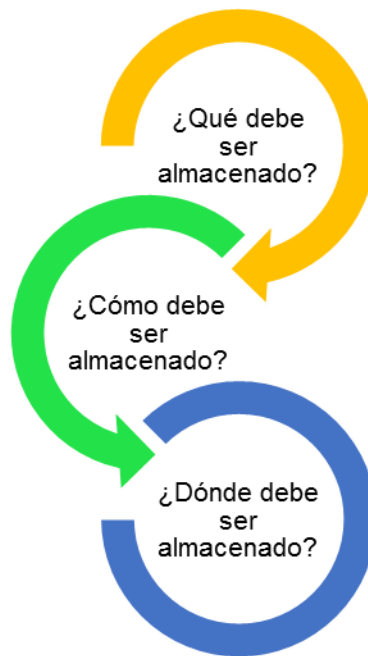 ¿Qué debe
ser
almacenado?
¿Cómo debe
ser
almacenado?
¿Dónde debe
ser
almacenado?